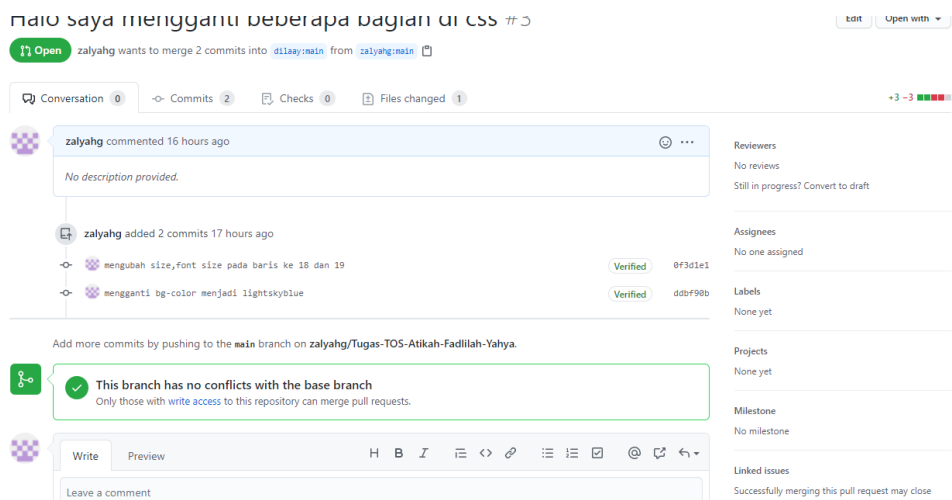 Halo saya mengganti beberapa bagian di css #3
Edit
Open with
Open
zalyahg wants to merge 2 commits into dilaay:main from zalyahg:main
Conversation 0
Commits 2
Checks 0
Files changed 1
+3 −3
zalyahg commented 16 hours ago
No description provided.
zalyahg added 2 commits 17 hours ago
mengubah size,font size pada baris ke 18 dan 19
Verified
0f3d1e1
mengganti bg-color menjadi lightskyblue
Verified
ddbf90b
Add more commits by pushing to the main branch on zalyahg/Tugas-TOS-Atikah-Fadlilah-Yahya.
This branch has no conflicts with the base branch
Only those with write access to this repository can merge pull requests.
Write
Preview
H B I
Leave a comment
Reviewers
No reviews
Still in progress? Convert to draft
Assignees
No one assigned
Labels
None yet
Projects
None yet
Milestone
No milestone
Linked issues
Successfully merging this pull request may close